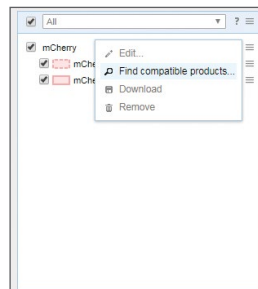 All
?
mCherry
Edit...
Find compatible products...
mChe
Download
mChe
Remove